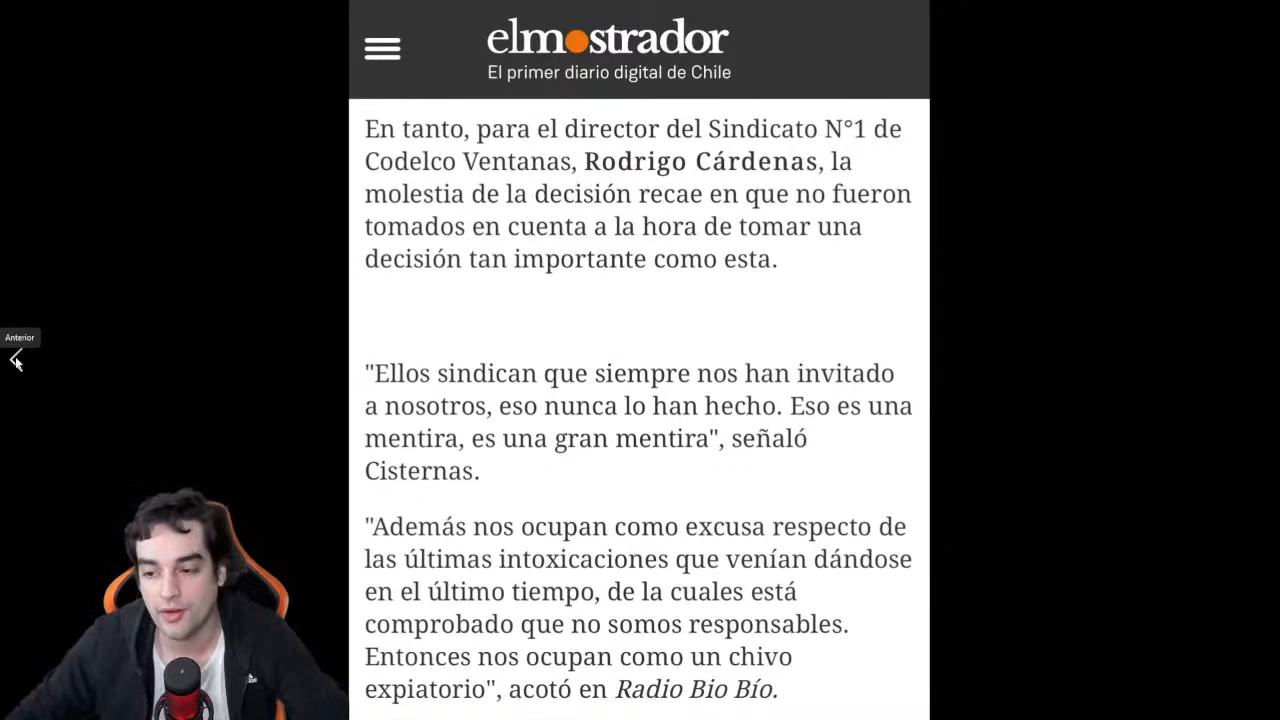 elmostrador
El primer diario digital de Chile
En tanto, para el director del Sindicato N°1 de
Codelco Ventanas, Rodrigo Cárdenas, la
molestia de la decisión recae en que no fueron
tomados en cuenta a la hora de tomar una
decisión tan importante como esta.
Anterior
"Ellos sindican que siempre nos han invitado
a nosotros, eso nunca lo han hecho. Eso es una
mentira, es una gran mentira", señaló
Cisternas.
"Además nos ocupan como excusa respecto de
las últimas intoxicaciones que venían dándose
en el último tiempo, de la cuales está
comprobado que no somos responsables.
Entonces nos ocupan como un chivo
expiatorio", acotó en Radio Bio Bío.